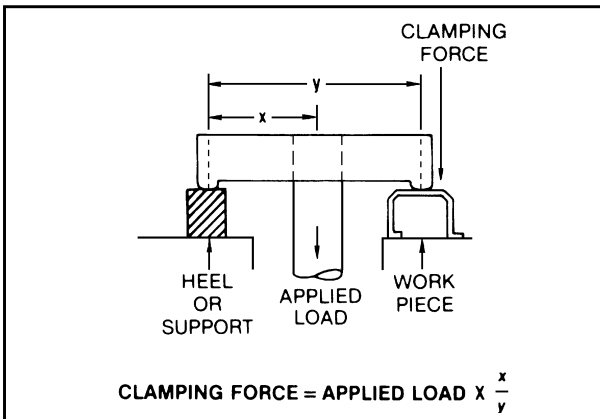 CLAMPING
FORCE
y
x
HEEL
OR
SUPPORT
APPLIED
LOAD
WORK
PIECE
CLAMPING FORCE = APPLIED LOAD X x/y